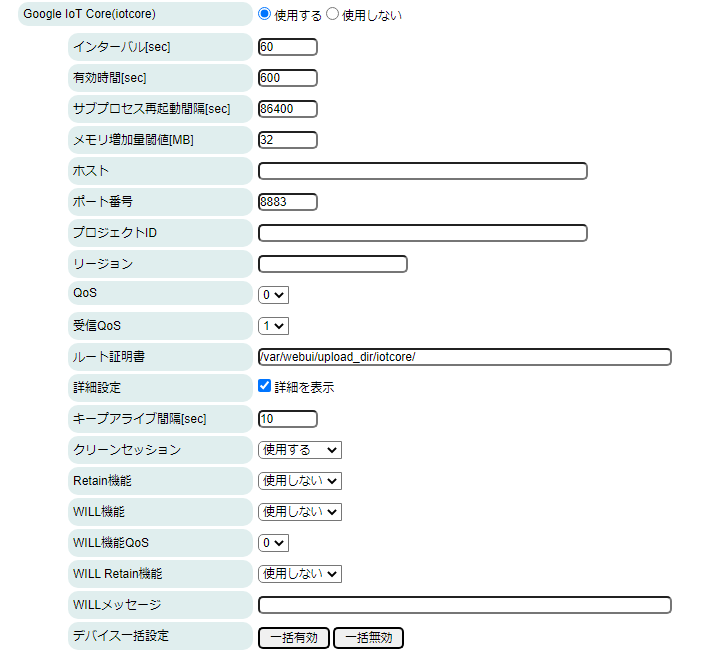 Google IoT Core(iotcore) 使用する 使用しない
インターバル[sec] 60
有効時間[sec] 600
サブプロセス再起動間隔[sec] 86400
メモリ増加量閾値[MB] 32
ホスト
ポート番号 8883
プロジェクトID
リージョン
QoS 0
受信QoS 1
ルート証明書 /var/webui/upload_dir/iotcore/
詳細設定 詳細を表示
キープアライブ間隔[sec] 10
クリーンセッション 使用する
Retain機能 使用しない
WILL機能 使用しない
WILL機能QoS 0
WILL Retain機能 使用しない
WILLメッセージ
デバイス一括設定 一括有効 一括無効